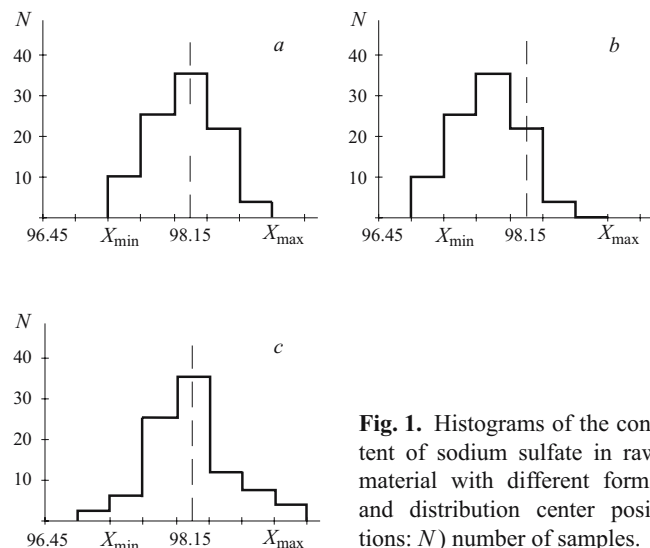 N
a
40
30
20
10
96.45 Xmin 98.15 Xmax
N
b
40
30
20
10
96.45 Xmin 98.15 Xmax
N
c
40
30
20
10
96.45 Xmin 98.15 Xmax
Fig. 1. Histograms of the con-
tent of sodium sulfate in raw
material with different form
and distribution center posi-
tions: N) number of samples.